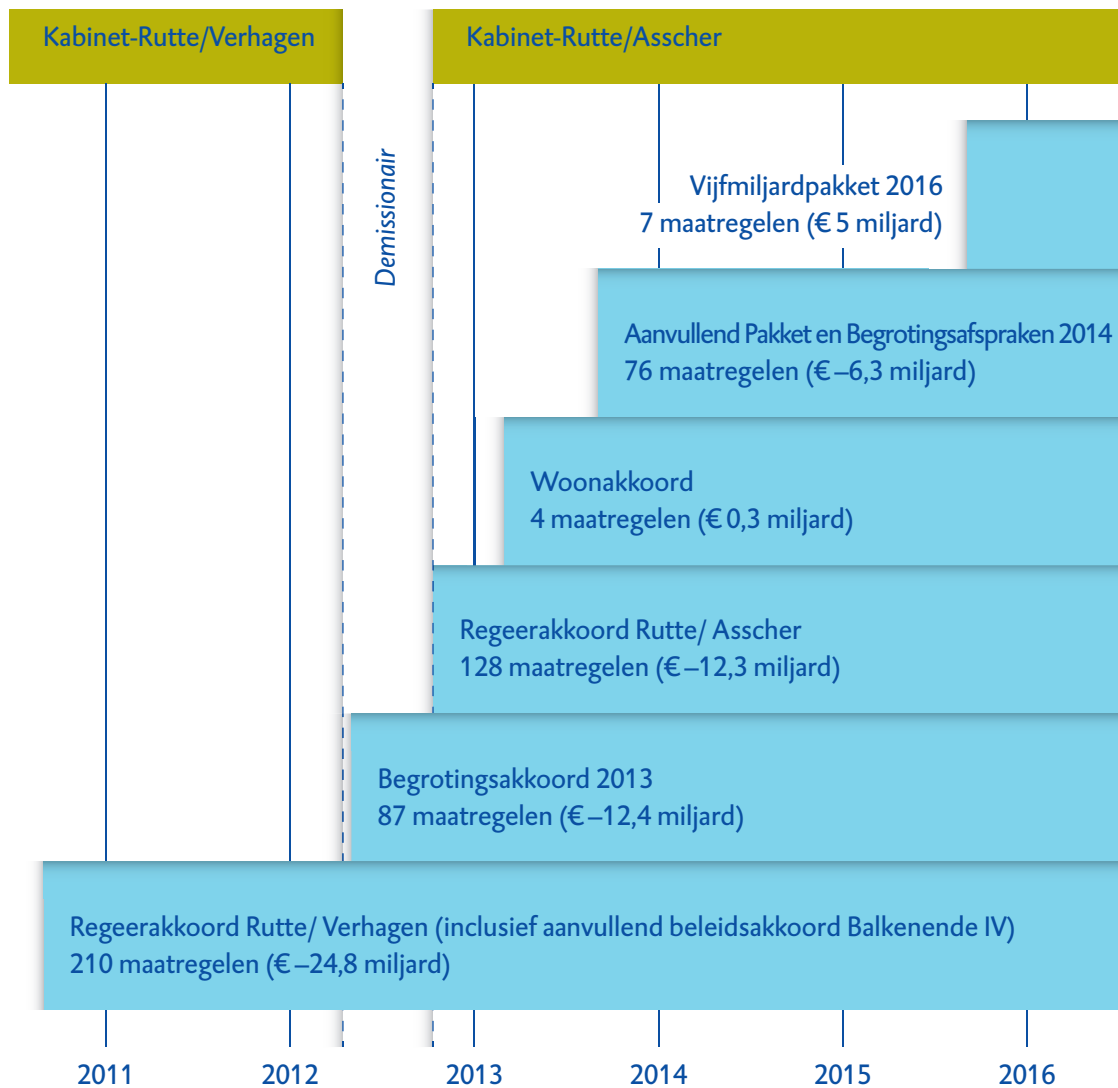 Kabinet-Rutte/Verhagen
Kabinet-Rutte/Asscher
Demissionair
Vijfmiljardpakket 2016
7 maatregelen (€ 5 miljard)
Aanvullend Pakket en Begrotingsafspraken 2014
76 maatregelen (€ –6,3 miljard)
Woonakkoord
4 maatregelen (€ 0,3 miljard)
Regeerakkoord Rutte/ Asscher
128 maatregelen (€ –12,3 miljard)
Begrotingsakkoord 2013
87 maatregelen (€ –12,4 miljard)
Regeerakkoord Rutte/ Verhagen (inclusief aanvullend beleidsakkoord Balkenende IV)
210 maatregelen (€ –24,8 miljard)
2011
2012
2013
2014
2015
2016